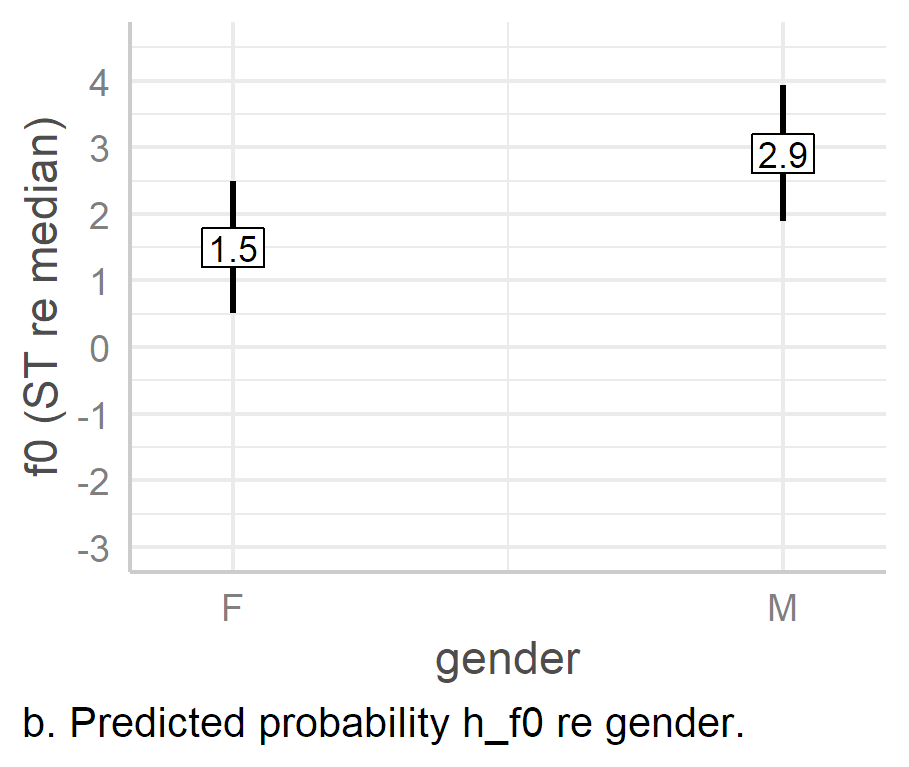 f0 (ST re median)
4
3
2
1
0
-1
-2
-3
1.5
2.9
F
M
gender
b. Predicted probability h_f0 re gender.